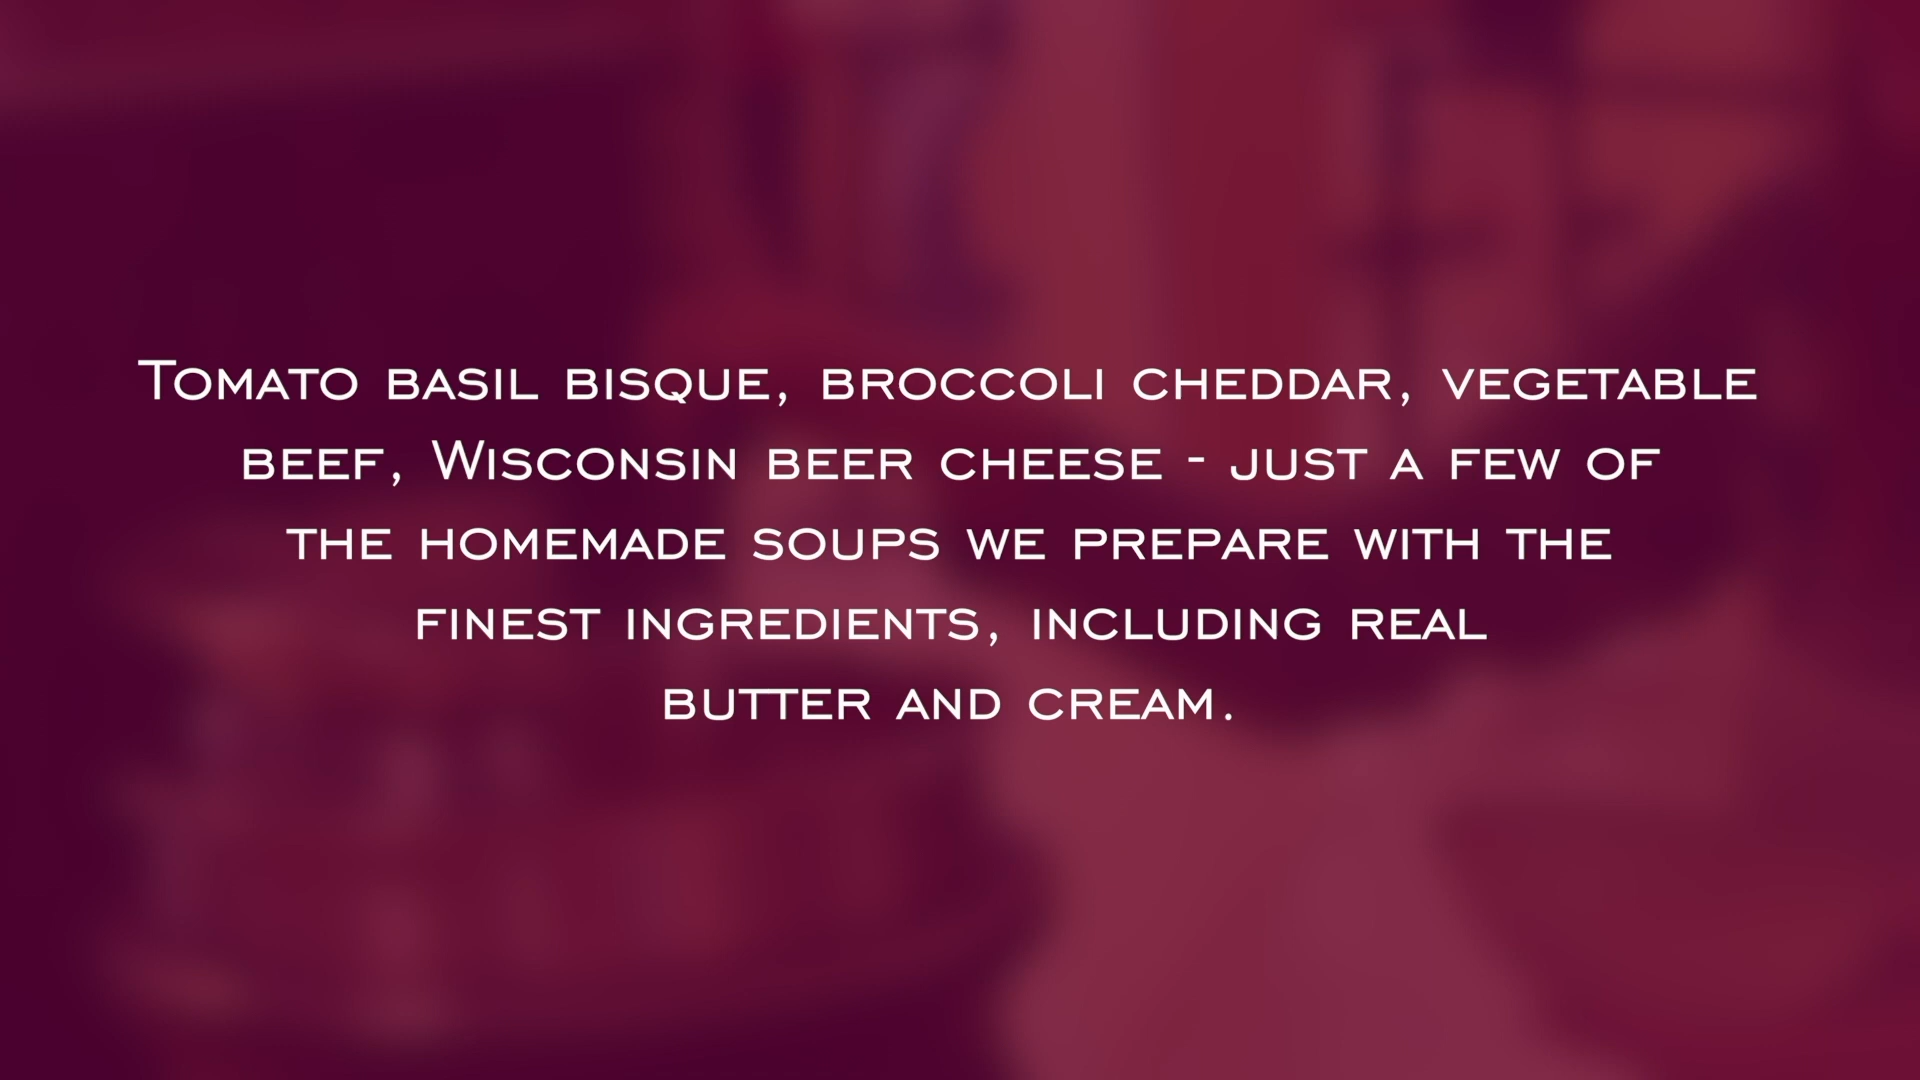 Tomato basil bisque, broccoli cheddar, vegetable
beef, Wisconsin beer cheese - just a few of
the homemade soups we prepare with the
finest ingredients, including real
butter and cream.